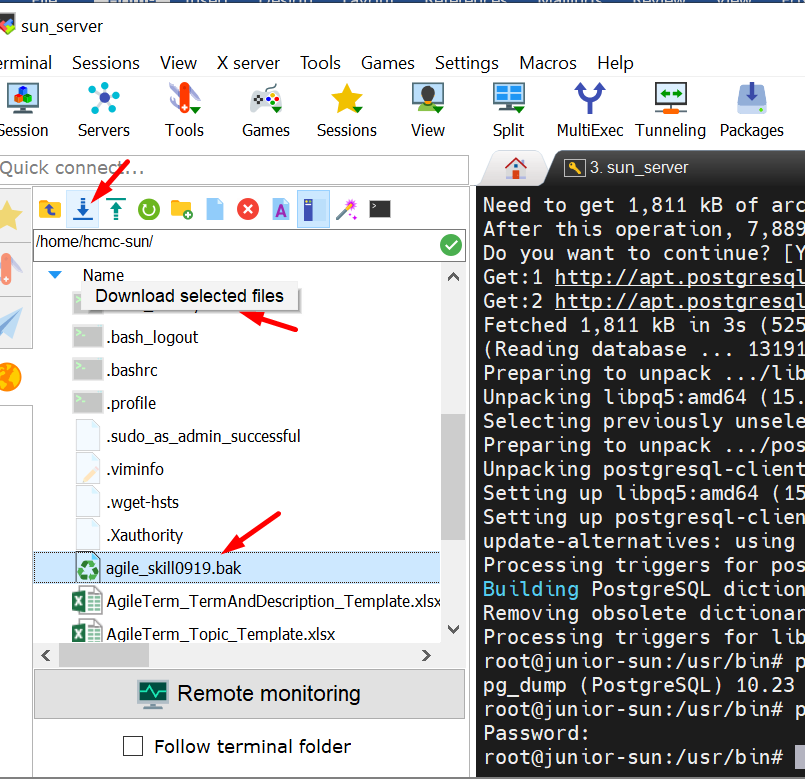 sun_server
erminal Sessions View X server Tools Games Settings Macros Help
Session Servers Tools Games Sessions View Split MultiExec Tunneling Packages
Quick connect...
3. sun_server
/home/hcmc-sun/
Name
Download selected files
.bash_logout
.bashrc
.profile
.sudo_as_admin_successful
.viminfo
.wget-hsts
.Xauthority
agile_skill0919.bak
AgileTerm_TermAndDescription_Template.xlsx
AgileTerm_Topic_Template.xlsx
Remote monitoring
Follow terminal folder
Need to get 1,811 kB of arc
After this operation, 7,889
Do you want to continue? [Y
Get:1 http://apt.postgresql
Get:2 http://apt.postgresql
Fetched 1,811 kB in 3s (525
(Reading database ... 13191
Preparing to unpack .../lib
Unpacking libpq5:amd64 (15.
Selecting previously unsele
Preparing to unpack .../pos
Unpacking postgresql-client
Setting up libpq5:amd64 (15
Setting up postgresql-clien
update-alternatives: using
Processing triggers for pos
Building PostgreSQL diction
Removing obsolete dictionar
Processing triggers for lib
root@junior-sun:/usr/bin# p
pg_dump (PostgreSQL) 10.23
root@junior-sun:/usr/bin# p
Password:
root@junior-sun:/usr/bin#